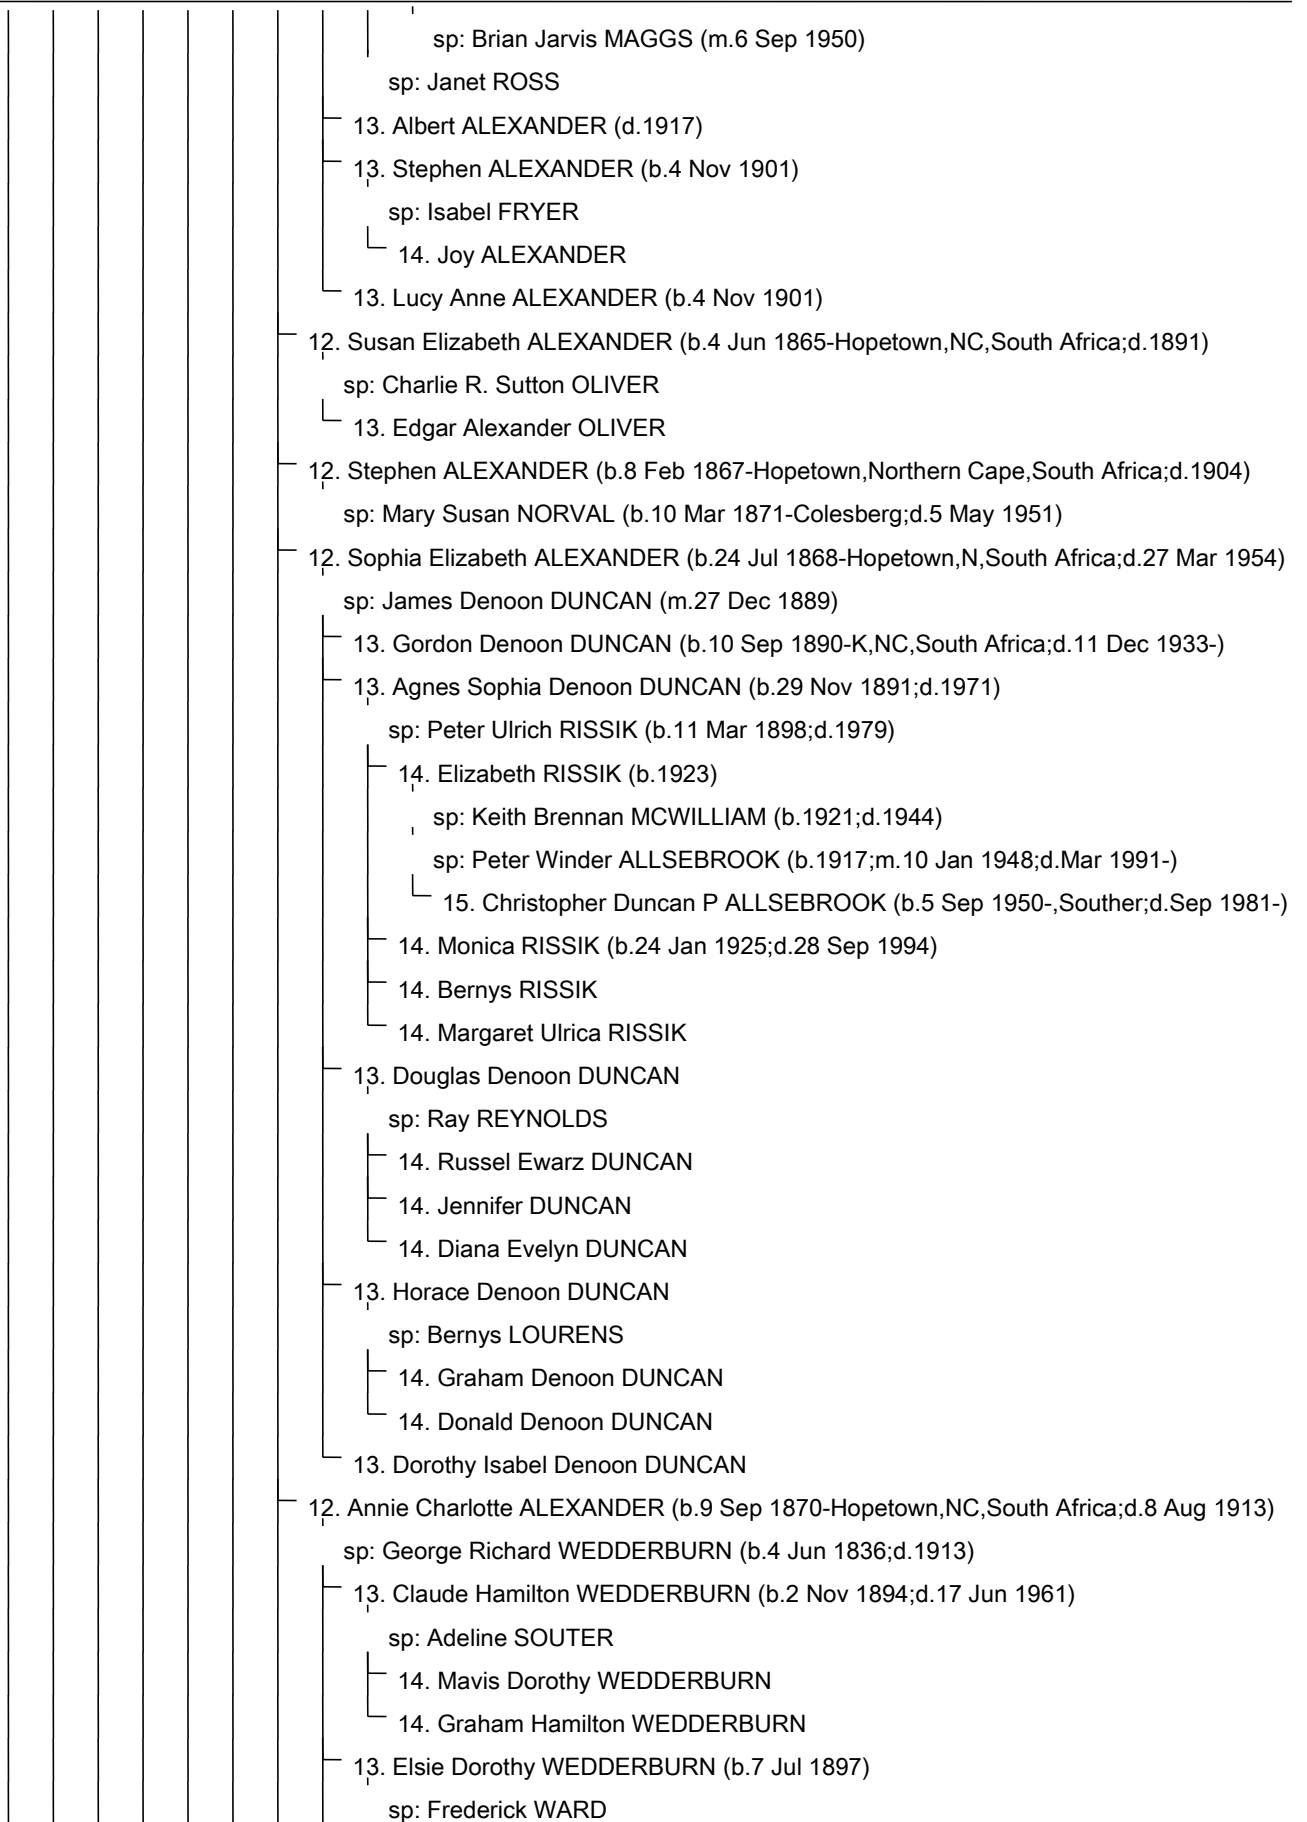 sp: Brian Jarvis MAGGS (m.6 Sep 1950)
sp: Janet ROSS
13. Albert ALEXANDER (d.1917)
13. Stephen ALEXANDER (b.4 Nov 1901)
sp: Isabel FRYER
14. Joy ALEXANDER
13. Lucy Anne ALEXANDER (b.4 Nov 1901)
12. Susan Elizabeth ALEXANDER (b.4 Jun 1865-Hopetown,NC,South Africa;d.1891)
sp: Charlie R. Sutton OLIVER
13. Edgar Alexander OLIVER
12. Stephen ALEXANDER (b.8 Feb 1867-Hopetown,Northern Cape,South Africa;d.1904)
sp: Mary Susan NORVAL (b.10 Mar 1871-Colesberg;d.5 May 1951)
12. Sophia Elizabeth ALEXANDER (b.24 Jul 1868-Hopetown,N,South Africa;d.27 Mar 1954)
sp: James Denoon DUNCAN (m.27 Dec 1889)
13. Gordon Denoon DUNCAN (b.10 Sep 1890-K,NC,South Africa;d.11 Dec 1933-)
13. Agnes Sophia Denoon DUNCAN (b.29 Nov 1891;d.1971)
sp: Peter Ulrich RISSIK (b.11 Mar 1898;d.1979)
14. Elizabeth RISSIK (b.1923)
sp: Keith Brennan MCWILLIAM (b.1921;d.1944)
sp: Peter Winder ALLSEBROOK (b.1917;m.10 Jan 1948;d.Mar 1991-)
15. Christopher Duncan P ALLSEBROOK (b.5 Sep 1950-,Souther;d.Sep 1981-)
14. Monica RISSIK (b.24 Jan 1925;d.28 Sep 1994)
14. Bernys RISSIK
14. Margaret Ulrica RISSIK
13. Douglas Denoon DUNCAN
sp: Ray REYNOLDS
14. Russel Ewarz DUNCAN
14. Jennifer DUNCAN
14. Diana Evelyn DUNCAN
13. Horace Denoon DUNCAN
sp: Bernys LOURENS
14. Graham Denoon DUNCAN
14. Donald Denoon DUNCAN
13. Dorothy Isabel Denoon DUNCAN
12. Annie Charlotte ALEXANDER (b.9 Sep 1870-Hopetown,NC,South Africa;d.8 Aug 1913)
sp: George Richard WEDDERBURN (b.4 Jun 1836;d.1913)
13. Claude Hamilton WEDDERBURN (b.2 Nov 1894;d.17 Jun 1961)
sp: Adeline SOUTER
14. Mavis Dorothy WEDDERBURN
14. Graham Hamilton WEDDERBURN
13. Elsie Dorothy WEDDERBURN (b.7 Jul 1897)
sp: Frederick WARD